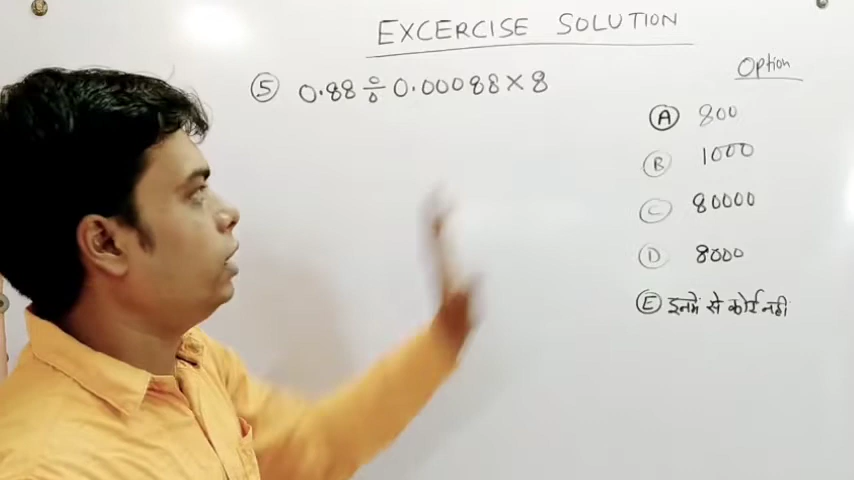 EXCERCISE SOLUTION
⑤ 0.88 ÷ 0.00088 × 8
Option
Ⓐ 800
Ⓑ 1000
Ⓒ 80000
Ⓓ 8000
Ⓔ इनमे से कोई नही